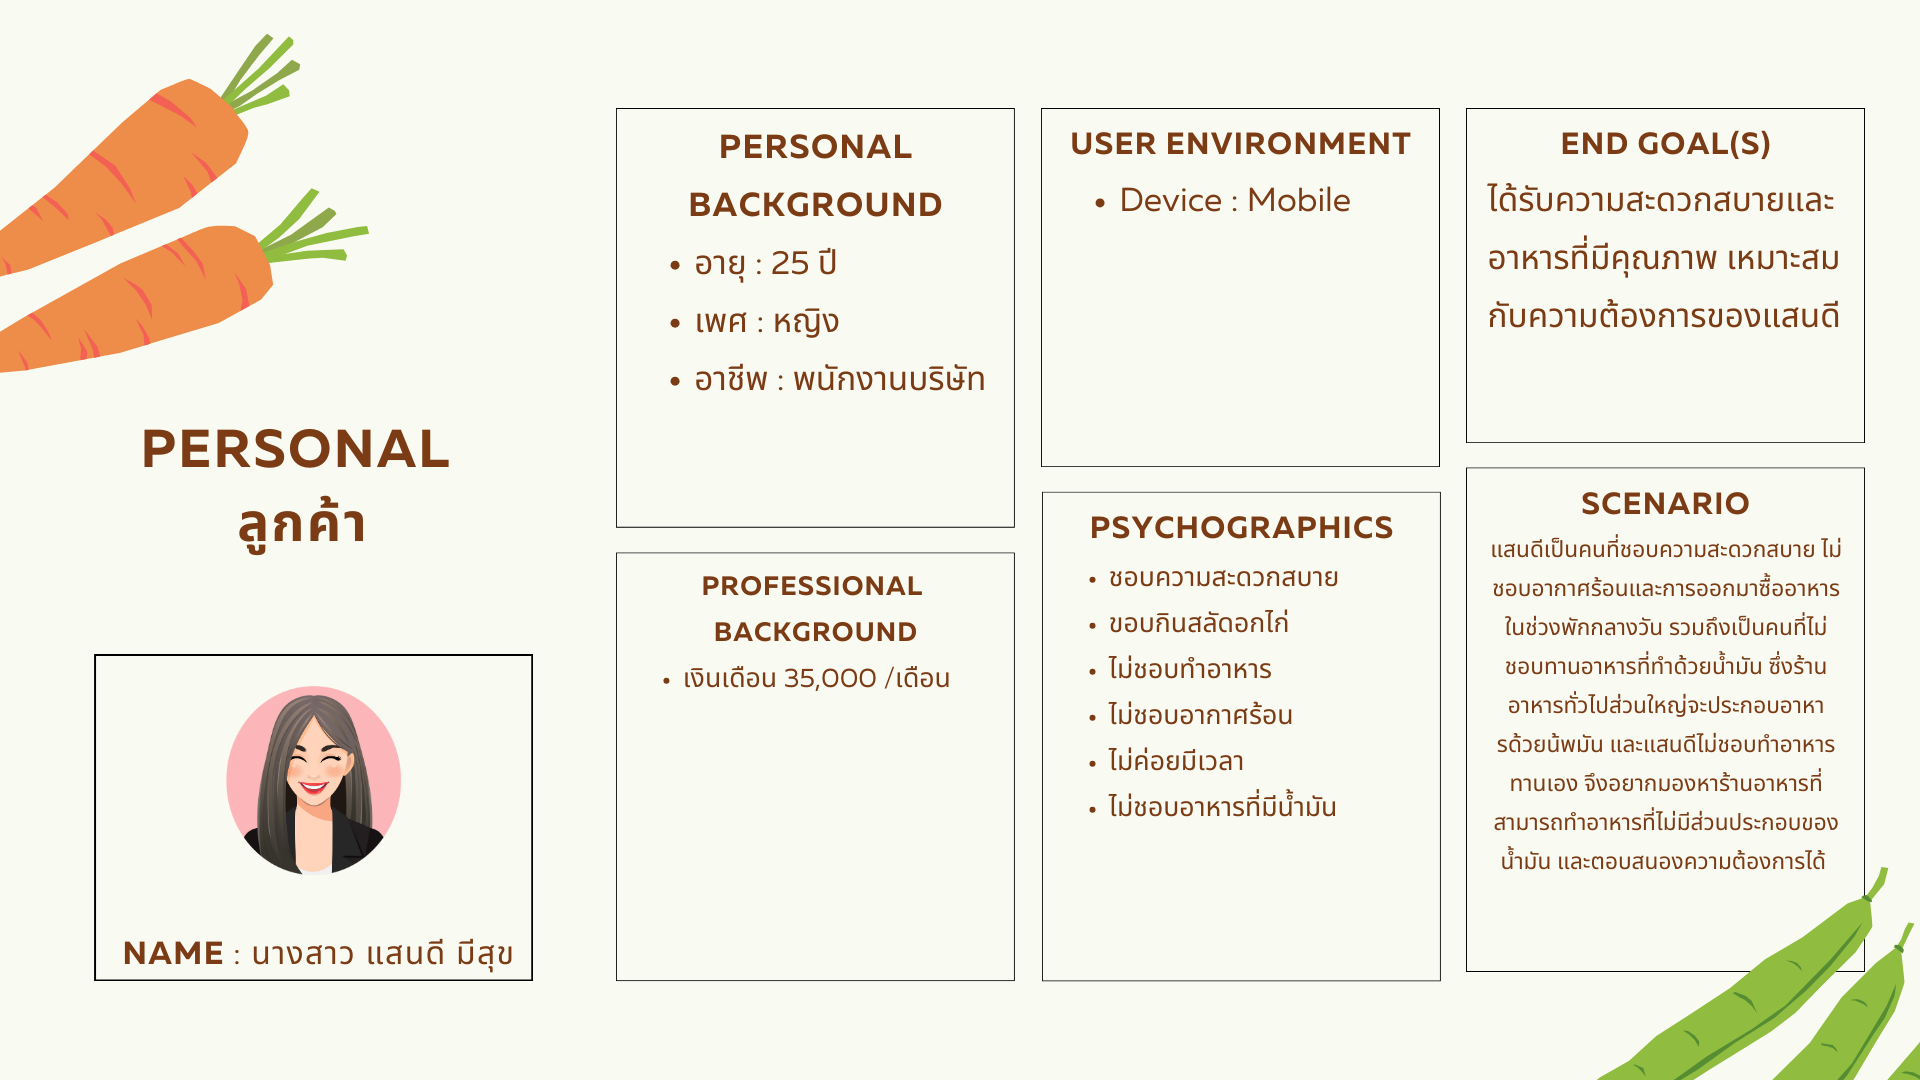 PERSONAL
ลูกค้า
NAME : นางสาว แสนดี มีสุข
PERSONAL
BACKGROUND
• อายุ : 25 ปี
• เพศ : หญิง
• อาชีพ : พนักงานบริษัท
PROFESSIONAL
BACKGROUND
• เงินเดือน 35,000 /เดือน
USER ENVIRONMENT
• Device : Mobile
PSYCHOGRAPHICS
• ชอบความสะดวกสบาย
• ขอบกินสลัดอกไก่
• ไม่ชอบทำอาหาร
• ไม่ชอบอากาศร้อน
• ไม่ค่อยมีเวลา
• ไม่ชอบอาหารที่มีน้ำมัน
END GOAL(S)
ได้รับความสะดวกสบายและ
อาหารที่มีคุณภาพ เหมาะสม
กับความต้องการของแสนดี
SCENARIO
แสนดีเป็นคนที่ชอบความสะดวกสบาย ไม่
ชอบอากาศร้อนและการออกมาซื้ออาหาร
ในช่วงพักกลางวัน รวมถึงเป็นคนที่ไม่
ชอบทานอาหารที่ทำด้วยน้ำมัน ซึ่งร้าน
อาหารทั่วไปส่วนใหญ่จะประกอบอาหา
รด้วยน้พมัน และแสนดีไม่ชอบทำอาหาร
ทานเอง จึงอยากมองหาร้านอาหารที่
สามารถทำอาหารที่ไม่มีส่วนประกอบของ
น้ำมัน และตอบสนองความต้องการได้